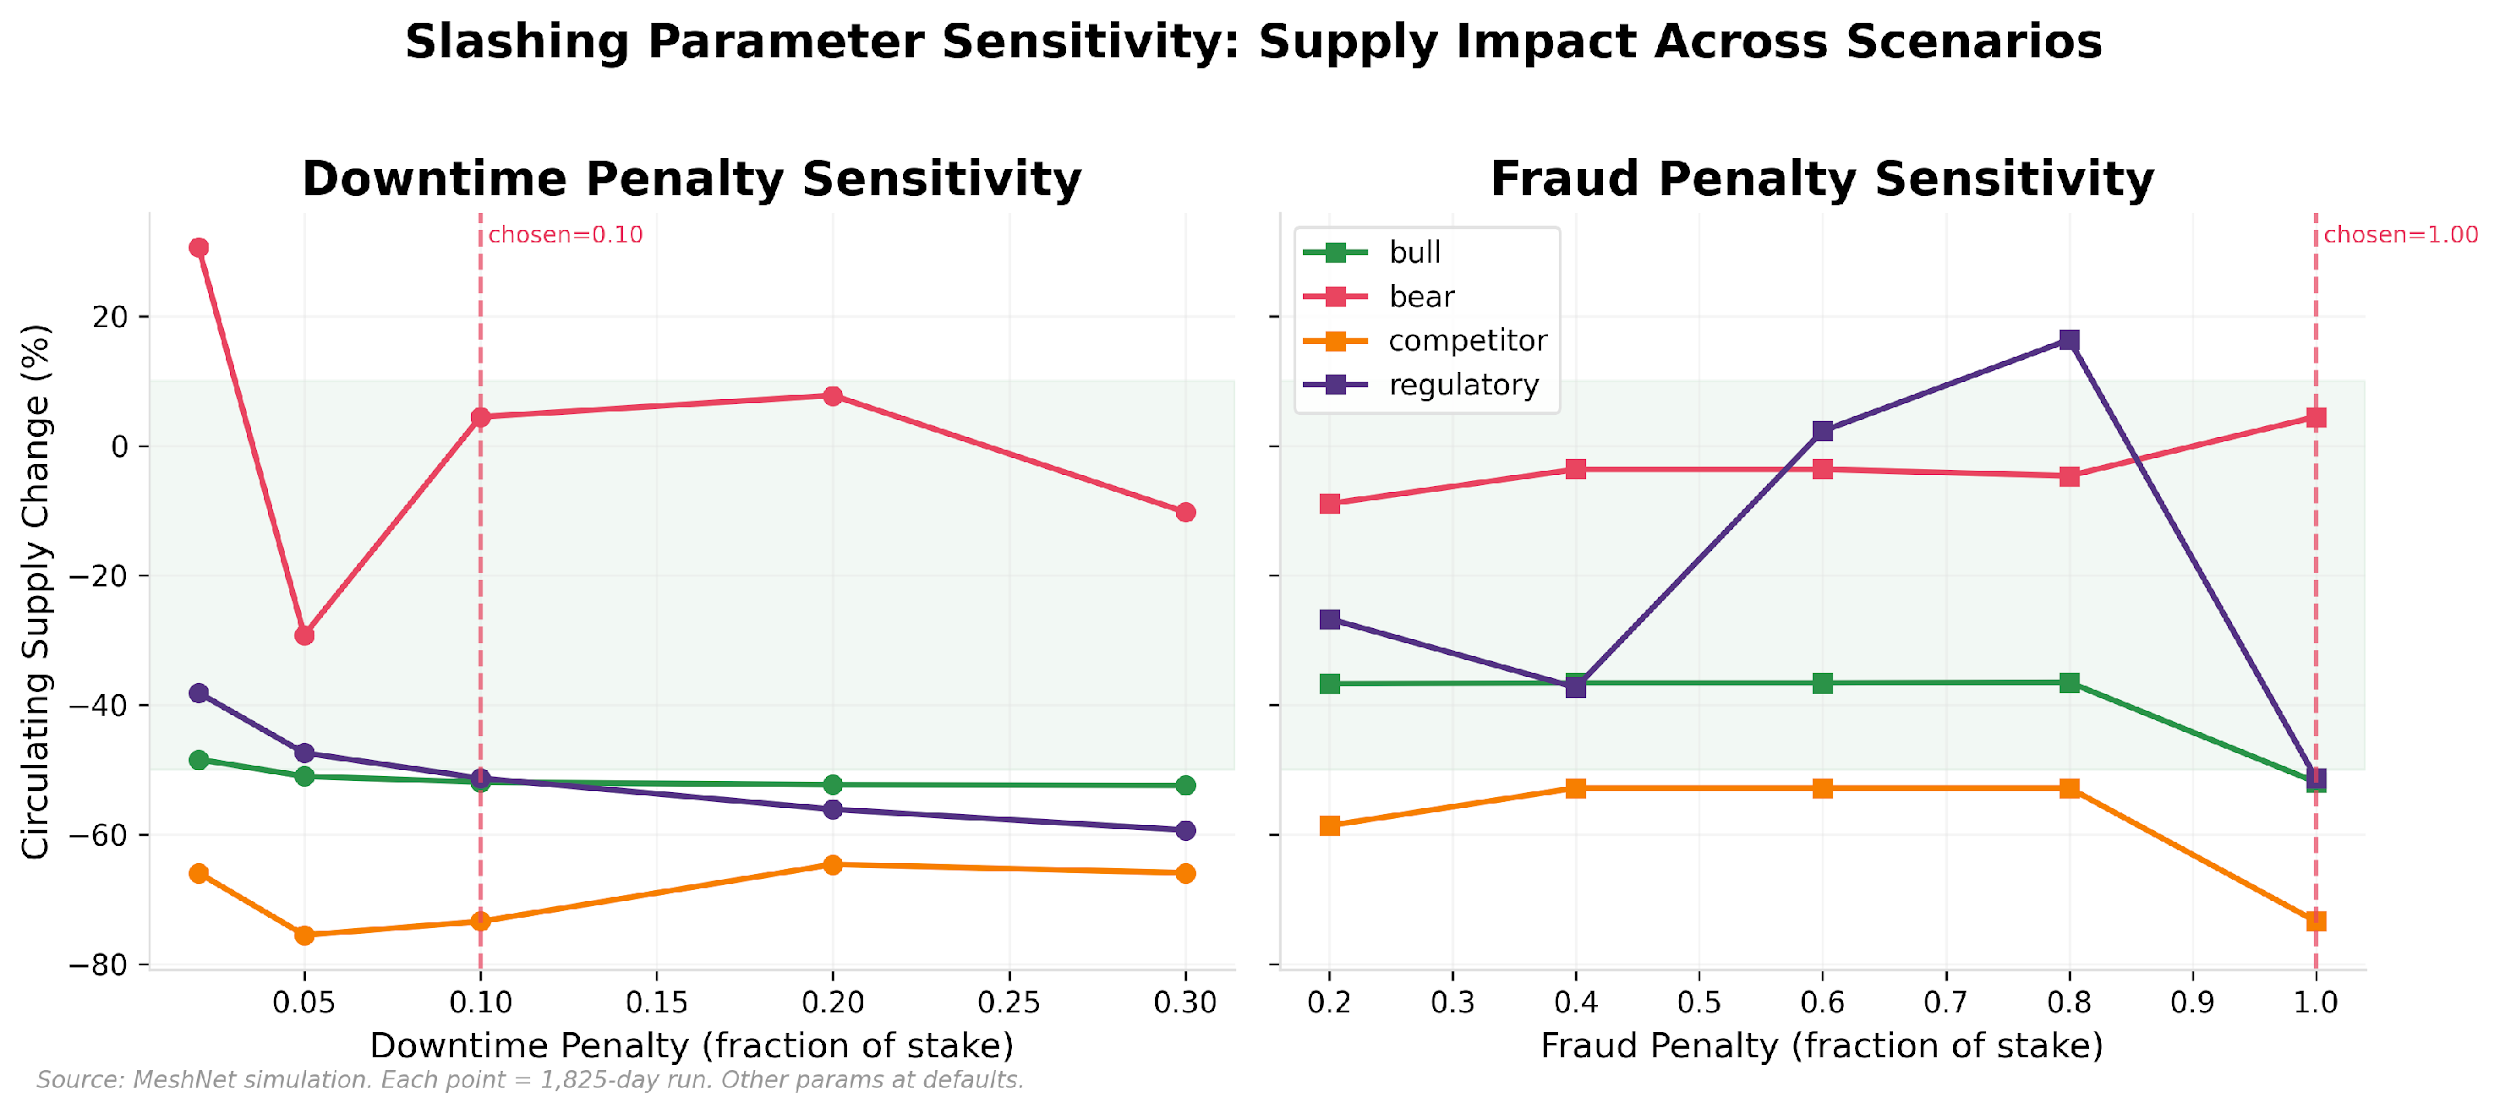 Slashing Parameter Sensitivity: Supply Impact Across Scenarios
Downtime Penalty Sensitivity
chosen=0.10
Circulating Supply Change (%)
20
0
−20
−40
−60
−80
0.05 0.10 0.15 0.20 0.25 0.30
Downtime Penalty (fraction of stake)
Fraud Penalty Sensitivity
chosen=1.00
bull
bear
competitor
regulatory
0.2 0.3 0.4 0.5 0.6 0.7 0.8 0.9 1.0
Fraud Penalty (fraction of stake)
Source: MeshNet simulation. Each point = 1,825-day run. Other params at defaults.